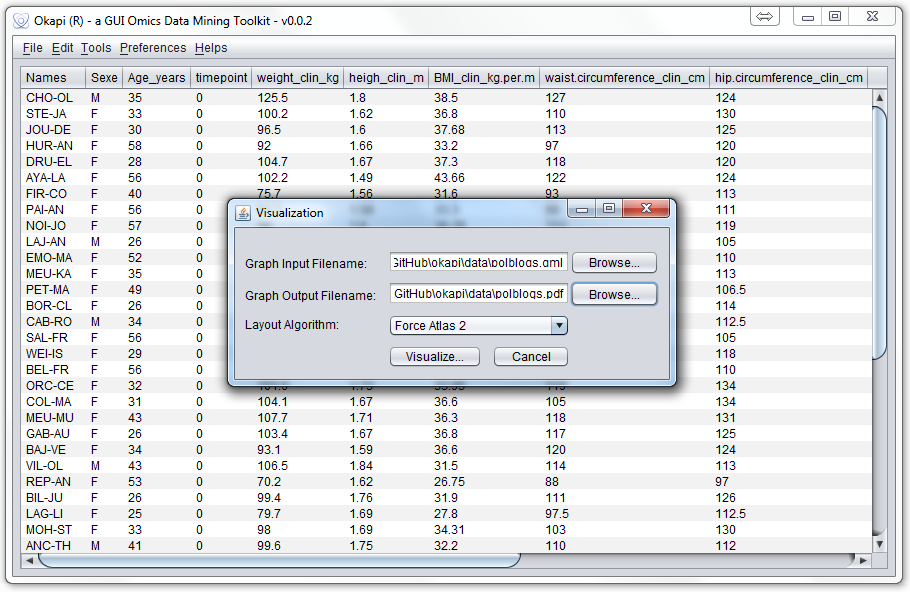 Okapi (R) - a GUI Omics Data Mining Toolkit - v0.0.2
File Edit Tools Preferences Helps
Names Sexe Age_years timepoint weight_clin_kg heigh_clin_m BMI_clin_kg.per.m waist.circumference_clin_cm hip.circumference_clin_cm
CHO-OL M 35 0 125.5 1.8 38.5 127 124
STE-JA F 33 0 100.2 1.62 36.8 110 130
JOU-DE F 30 0 96.5 1.6 37.68 113 125
HUR-AN F 58 0 92 1.66 33.2 97 120
DRU-EL F 28 0 104.7 1.67 37.3 118 120
AYA-LA F 56 0 102.2 1.49 43.66 122 124
FIR-CO F 40 0 75.7 1.56 31.6 93 113
PAI-AN F 56 0 111
NOI-JO F 57 0 119
LAJ-AN M 26 0 105
EMO-MA F 52 0 110
MEU-KA F 35 0 113
PET-MA F 49 0 106.5
BOR-CL F 26 0 114
CAB-RO M 34 0 112.5
SAL-FR F 56 0 105
WEI-IS F 29 0 118
BEL-FR F 56 0 110
ORC-CE F 32 0 134
COL-MA F 31 0 104.1 1.67 36.6 105 134
MEU-MU F 43 0 107.7 1.71 36.3 118 131
GAB-AU F 26 0 103.4 1.67 36.8 117 125
BAJ-VE F 34 0 93.1 1.59 36.6 120 124
VIL-OL M 43 0 106.5 1.84 31.5 114 113
REP-AN F 53 0 70.2 1.62 26.75 88 97
BIL-JU F 26 0 99.4 1.76 31.9 111 126
LAG-LI F 25 0 79.7 1.69 27.8 97.5 112.5
MOH-ST F 33 0 98 1.69 34.31 103 130
ANC-TH M 41 0 99.6 1.75 32.2 110 112
Visualization
Graph Input Filename: GitHub\okapi\data\polblogs.gml Browse...
Graph Output Filename: GitHub\okapi\data\polblogs.pdf Browse...
Layout Algorithm: Force Atlas 2
Visualize... Cancel